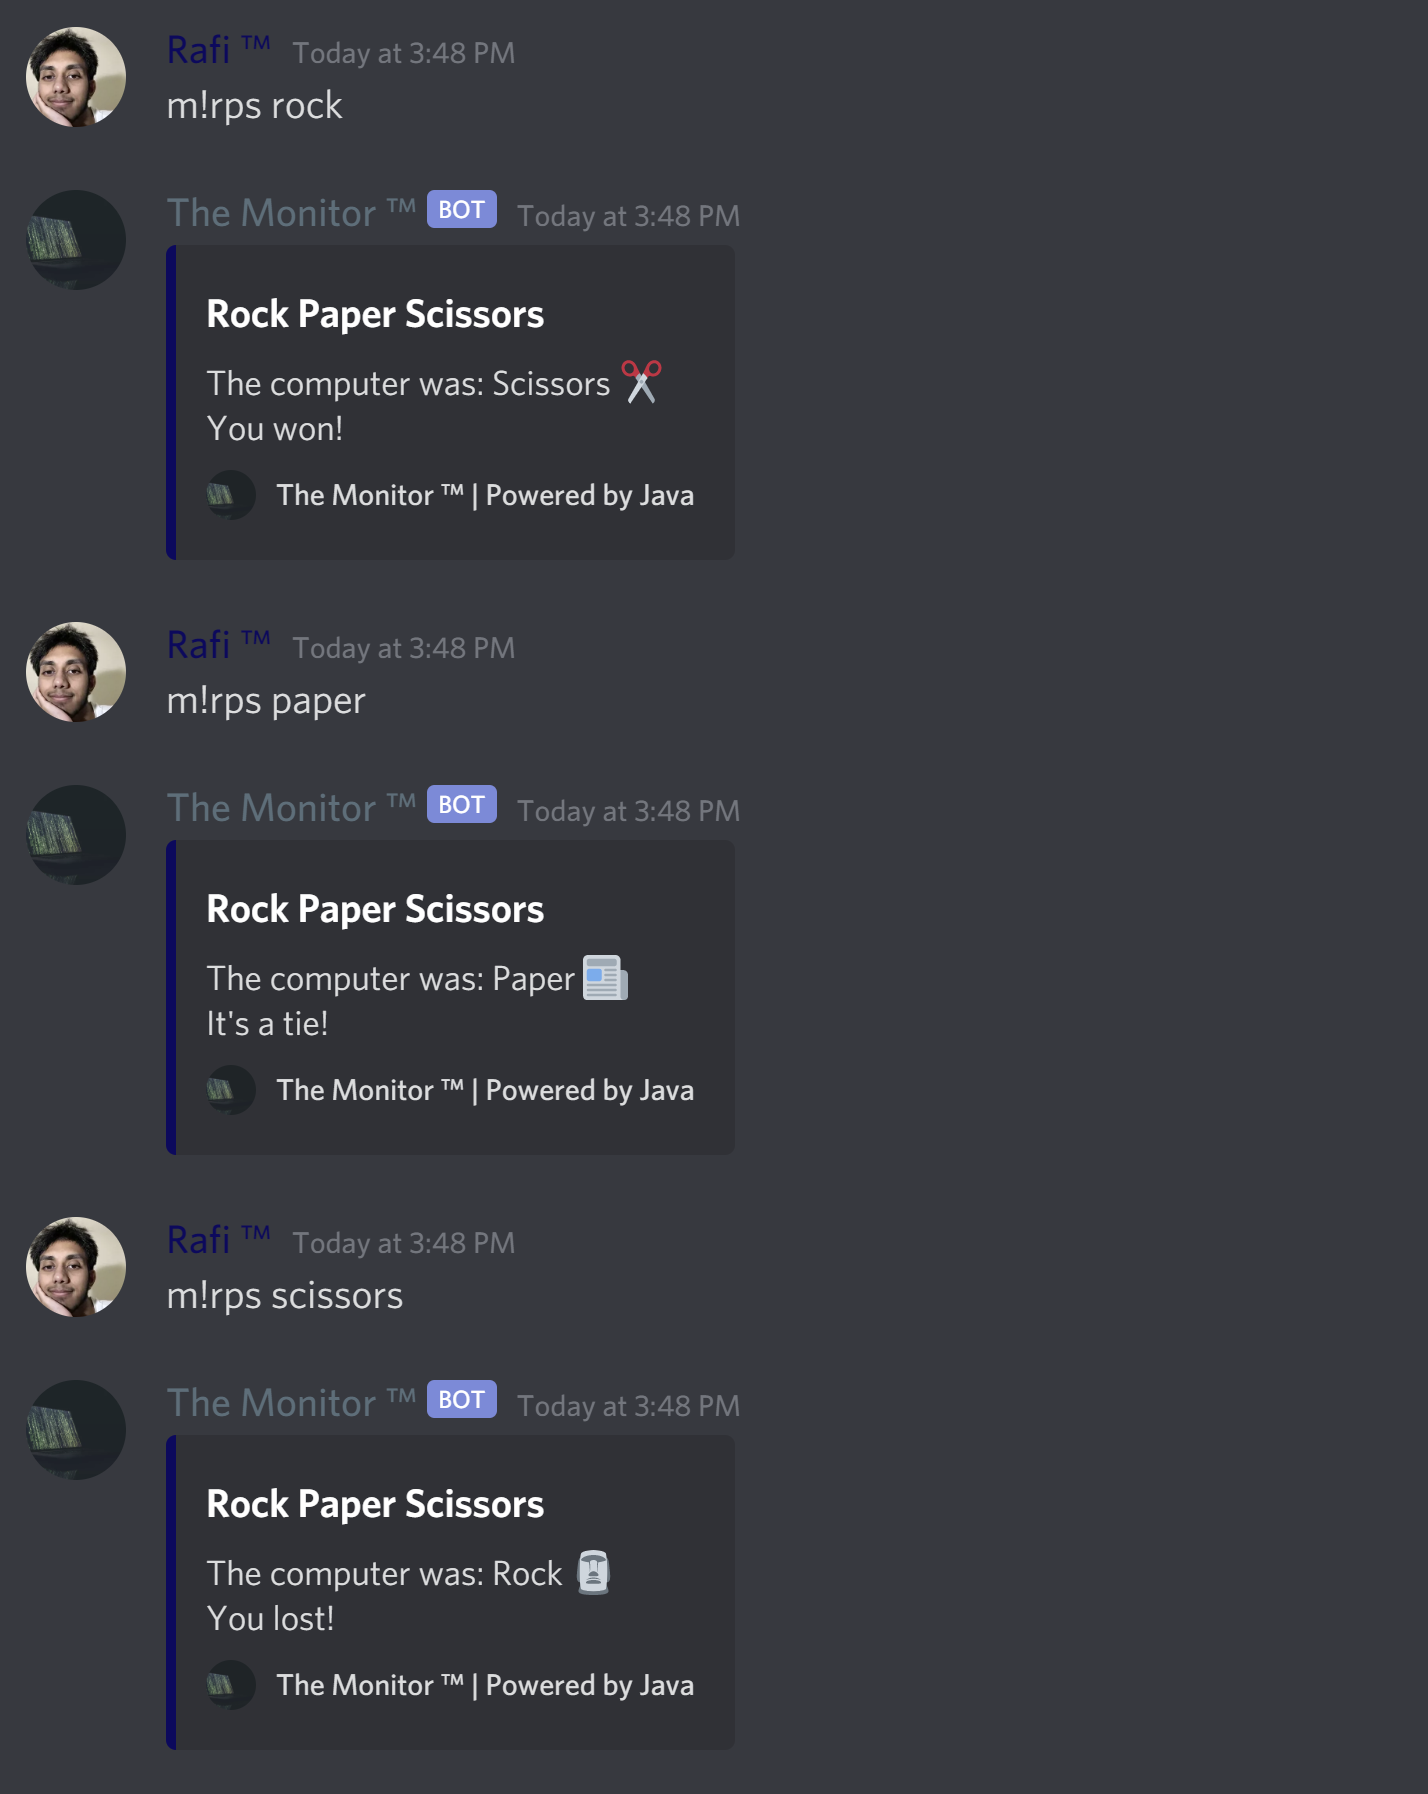 Rafi ™ Today at 3:48 PM
m!rps rock
The Monitor ™ BOT Today at 3:48 PM
Rock Paper Scissors
The computer was: Scissors ✂️
You won!
The Monitor ™ | Powered by Java
Rafi ™ Today at 3:48 PM
m!rps paper
The Monitor ™ BOT Today at 3:48 PM
Rock Paper Scissors
The computer was: Paper 📰
It's a tie!
The Monitor ™ | Powered by Java
Rafi ™ Today at 3:48 PM
m!rps scissors
The Monitor ™ BOT Today at 3:48 PM
Rock Paper Scissors
The computer was: Rock 🗿
You lost!
The Monitor ™ | Powered by Java